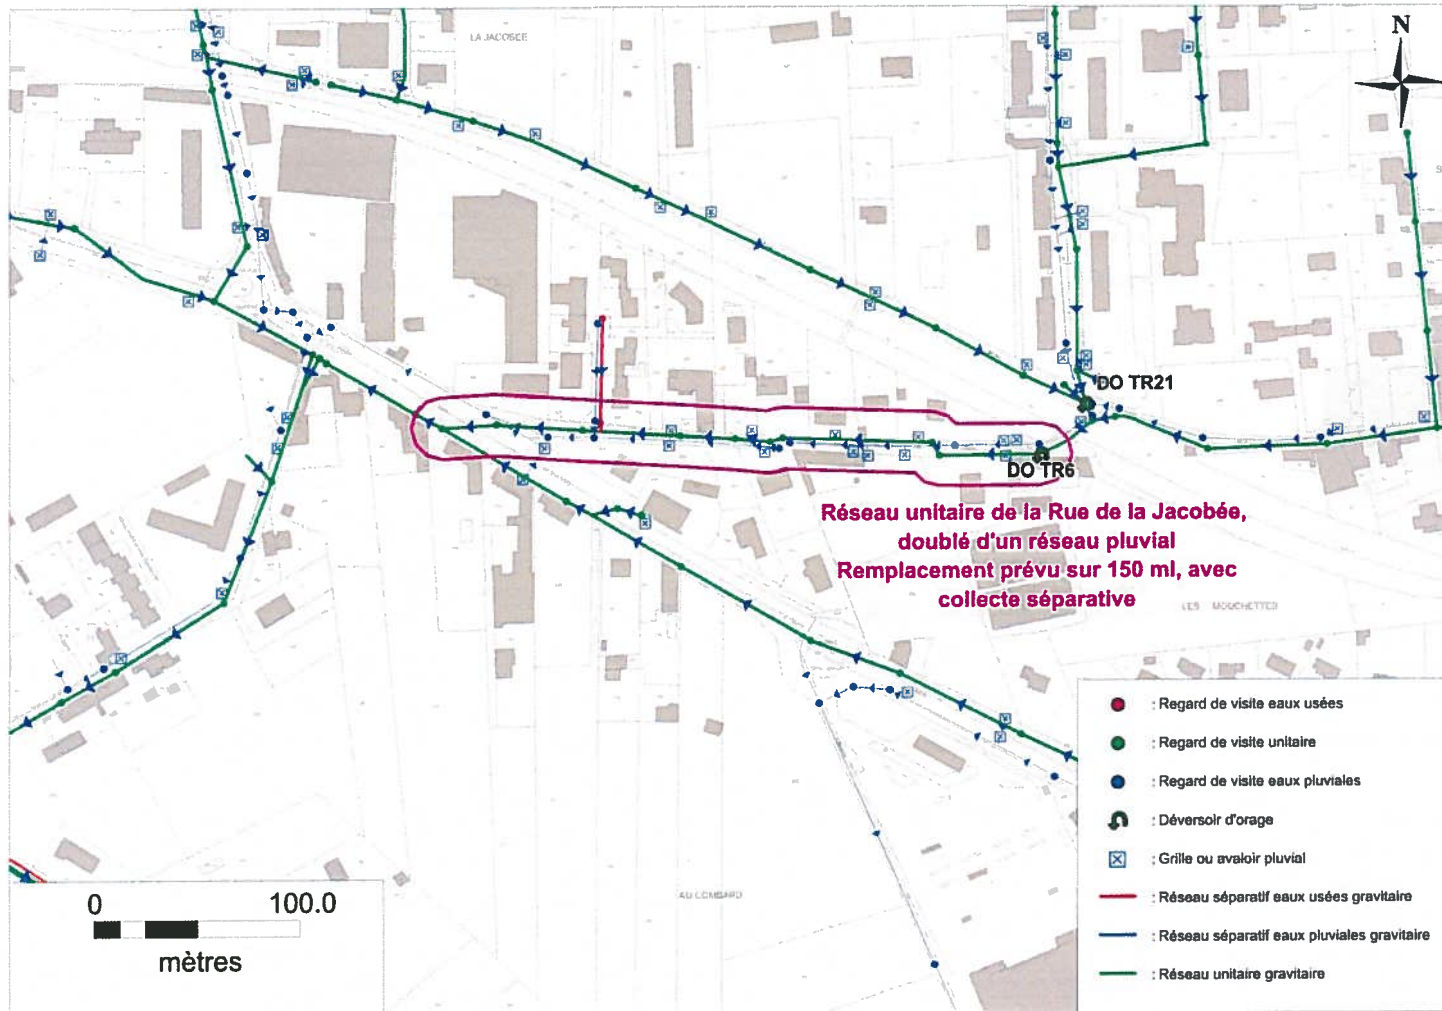 LA JACOBEE
N
DO TR21
DO TR6
Réseau unitaire de la Rue de la Jacobée,
doublé d'un réseau pluvial
Remplacement prévu sur 150 ml, avec
collecte séparative
LES MOUCHETTES
: Regard de visite eaux usées
: Regard de visite unitaire
: Regard de visite eaux pluviales
: Déversoir d'orage
: Grille ou avaloir pluvial
: Réseau séparatif eaux usées gravitaire
: Réseau séparatif eaux pluviales gravitaire
: Réseau unitaire gravitaire
AU LOMBARD
0 100.0
mètres